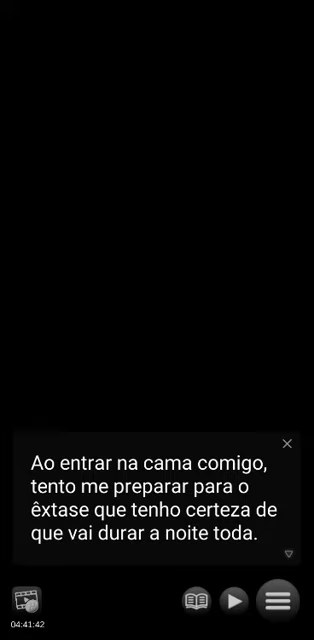 Ao entrar na cama comigo,
tento me preparar para o
êxtase que tenho certeza de
que vai durar a noite toda.
04:41:42